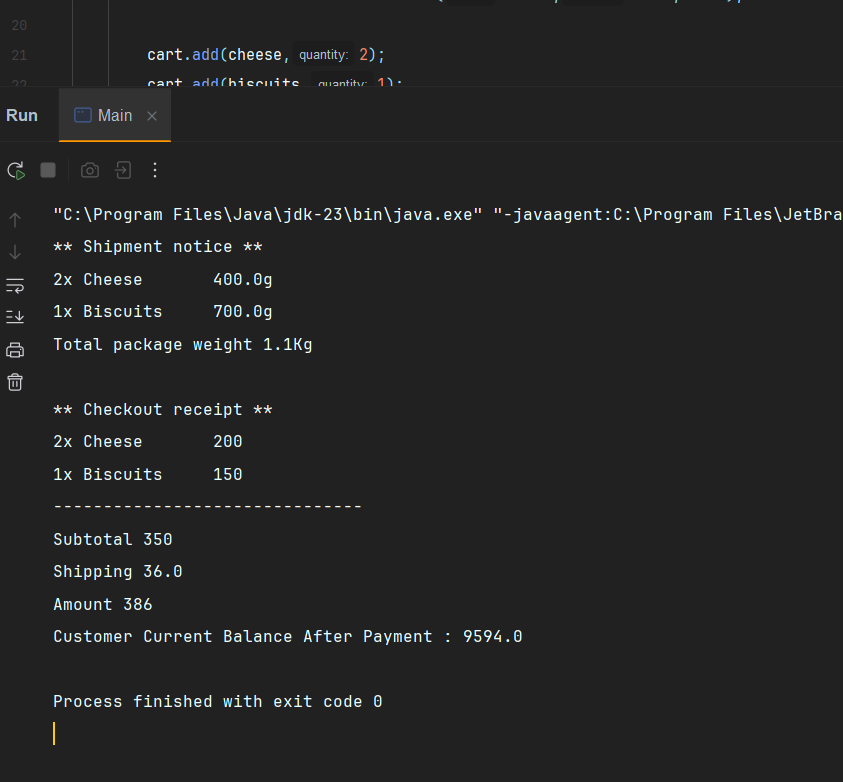 20
21 cart.add(cheese, quantity: 2);
22 cart.add(biscuits, quantity: 1);
Run Main
"C:\Program Files\Java\jdk-23\bin\java.exe" "-javaagent:C:\Program Files\JetBra
** Shipment notice **
2x Cheese 400.0g
1x Biscuits 700.0g
Total package weight 1.1Kg
** Checkout receipt **
2x Cheese 200
1x Biscuits 150
-------------------------------
Subtotal 350
Shipping 36.0
Amount 386
Customer Current Balance After Payment : 9594.0
Process finished with exit code 0